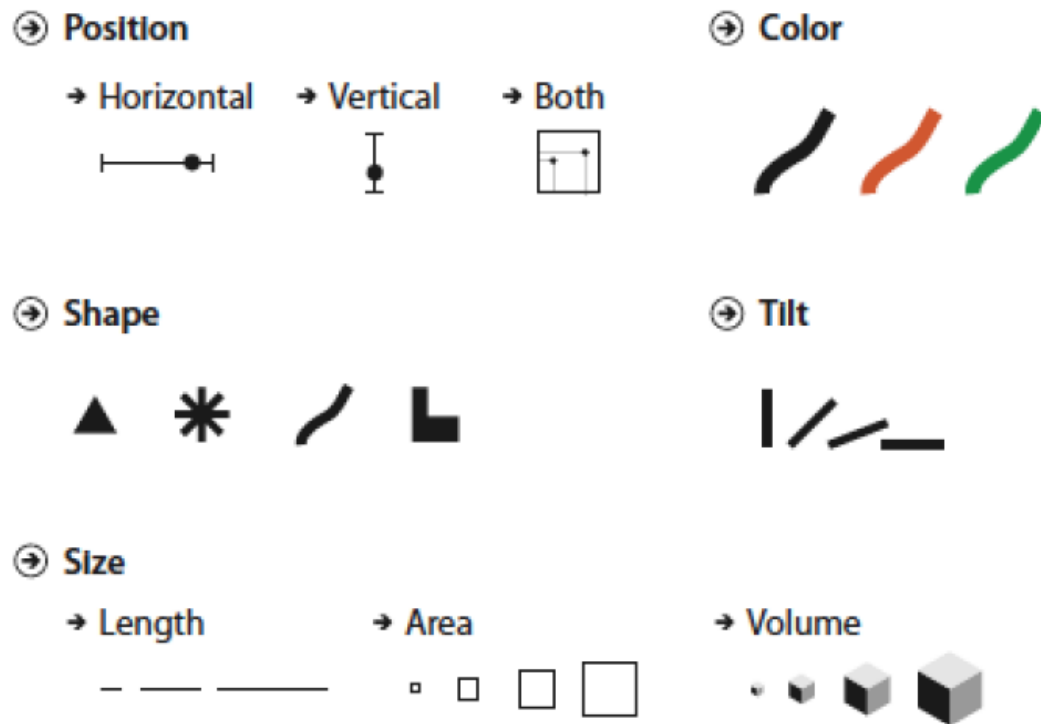 Position
Color
Horizontal
Vertical
Both
Shape
Tilt
Size
Length
Area
Volume